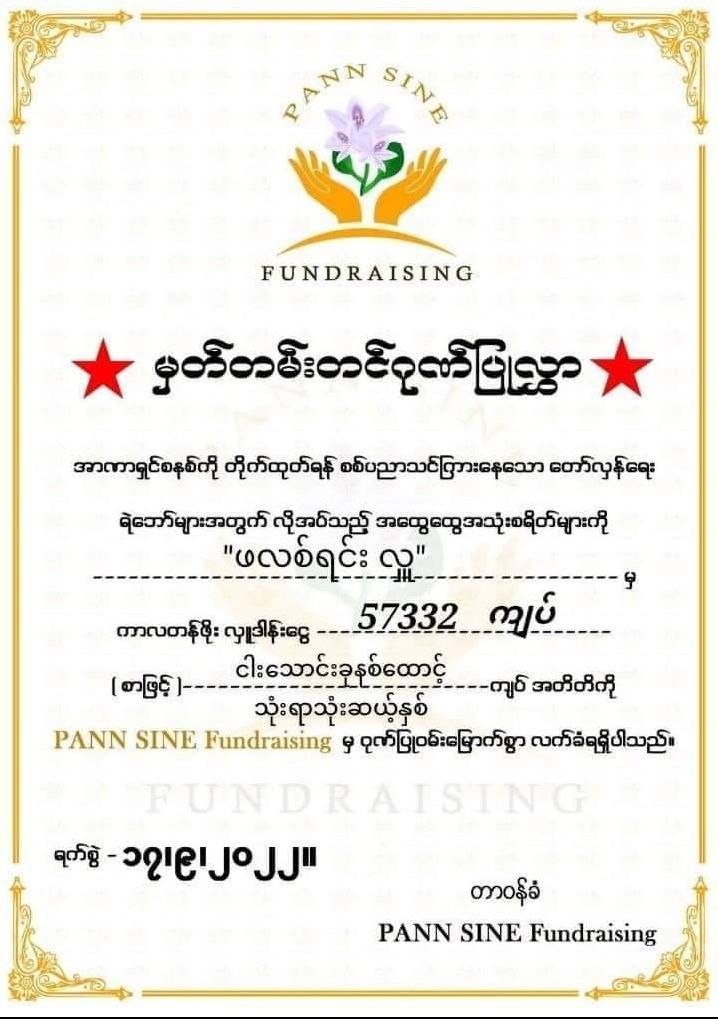 PANN SINE
FUNDRAISING
မှတ်တမ်းတင်ဂုဏ်ပြုလွှာ
အာဏာရှင်စနစ်ကို တိုက်ထုတ်ရန် စစ်ပညာသင်ကြားနေသော တော်လှန်ရေး
ရဲဘော်များအတွက် လိုအပ်သည့် အထွေထွေအသုံးစရိတ်များကို
"ဖလစ်ရင်း လှူ"
--------------------------------------------- မှ
ကာလတန်ဖိုး လှူဒါန်းငွေ ---57332 ကျပ်---
ငါးသောင်းခုနစ်ထောင့်
( စာဖြင့် )--------------------------ကျပ် အတိတိကို
သုံးရာသုံးဆယ့်နှစ်
PANN SINE Fundraising မှ ဂုဏ်ပြုဝမ်းမြောက်စွာ လက်ခံရရှိပါသည်။
FUNDRAISING
ရက်စွဲ - ၁၇၊၉၊၂၀၂၂။
တာဝန်ခံ
PANN SINE Fundraising